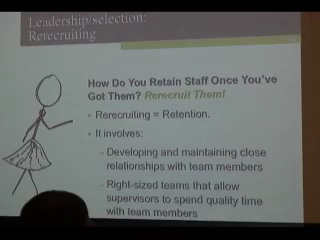 Leadership/selection:
Rerecruiting
How Do You Retain Staff Once You've
Got Them? Rerecruit Them!
Rerecruiting = Retention.
It involves:
- Developing and maintaining close
relationships with team members
- Right-sized teams that allow
supervisors to spend quality time
with team members